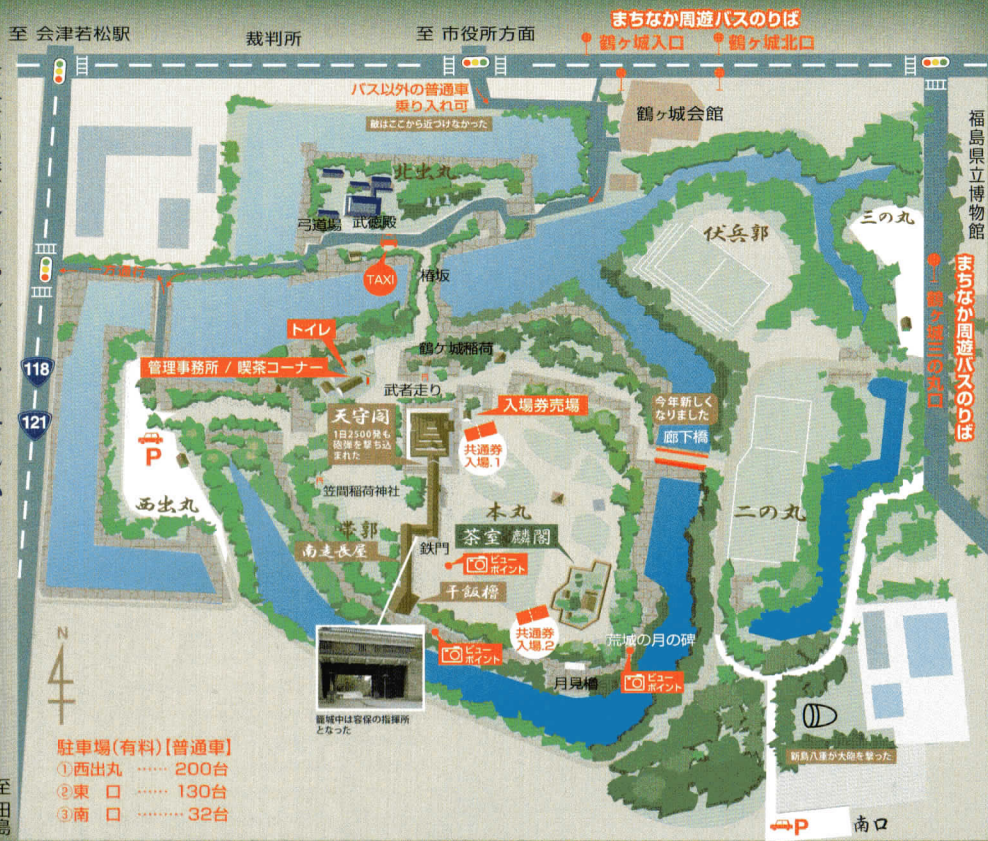 至 会津若松駅
裁判所
至 市役所方面
まちなか周遊バスのりば
鶴ヶ城入口
鶴ヶ城北口
バス以外の普通車
乗り入れ可
敵はここから近づけなかった
鶴ヶ城会館
福島県立博物館
北出丸
弓道場
武徳殿
TAXI
椿坂
伏兵郭
三の丸
まちなか周遊バスのりば
鶴ヶ城三の丸口
一方通行
118
121
トイレ
管理事務所 / 喫茶コーナー
鶴ケ城稲荷
武者走り
天守閣
1日2500発も
砲弾を撃ち込
まれた
入場券売場
共通券
入場.1
今年新しく
なりました
廊下橋
P
西出丸
笠間稲荷神社
帯郭
南走長屋
鉄門
本丸
茶室 麟閣
ビュー
ポイント
干飯櫓
二の丸
共通券
入場.2
荒城の月の碑
ビュー
ポイント
月見櫓
ビュー
ポイント
籠城中は容保の指揮所
となった
N
新島八重が大砲を撃った
駐車場(有料)【普通車】
①西出丸 …… 200台
②東 口 …… 130台
③南 口 ……… 32台
至 田島
P
南口